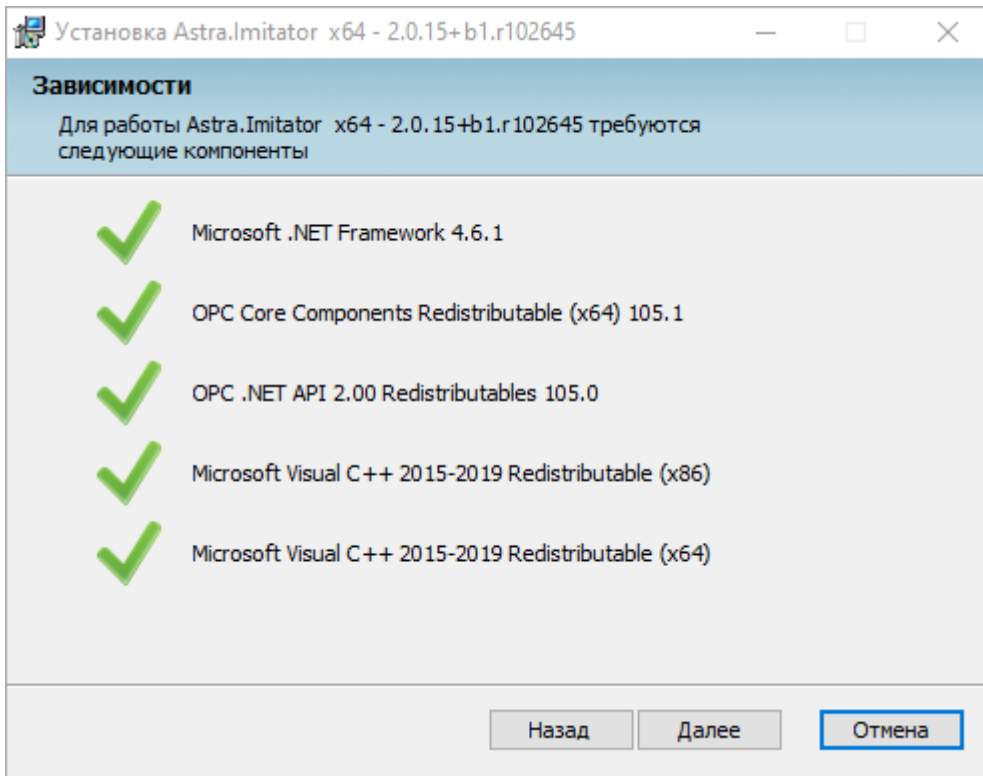 Установка Astra.Imitator x64 - 2.0.15+b1.r102645
Зависимости
Для работы Astra.Imitator x64 - 2.0.15+b1.r102645 требуются
следующие компоненты
Microsoft .NET Framework 4.6.1
OPC Core Components Redistributable (x64) 105.1
OPC .NET API 2.00 Redistributables 105.0
Microsoft Visual C++ 2015-2019 Redistributable (x86)
Microsoft Visual C++ 2015-2019 Redistributable (x64)
Назад Далее Отмена